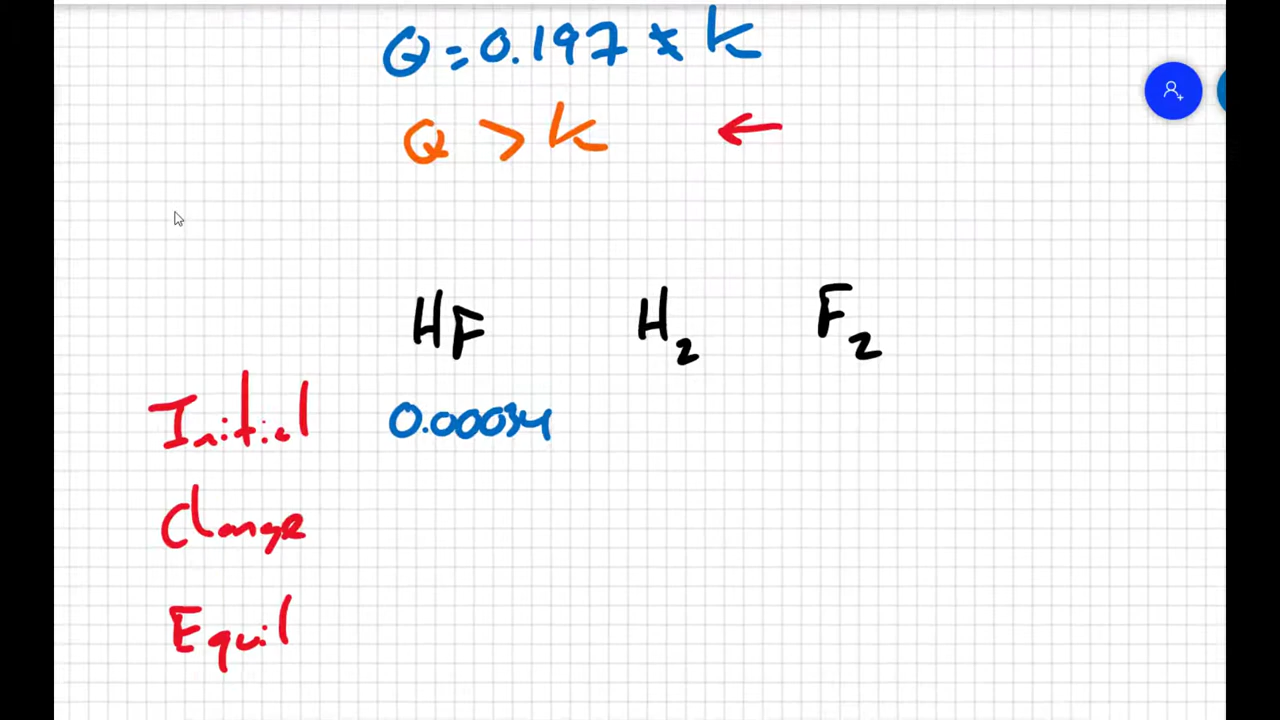 Q = 0.197 ≠ K
Q > K ←
HF H₂ F₂
Initial 0.00034
Change
Equil